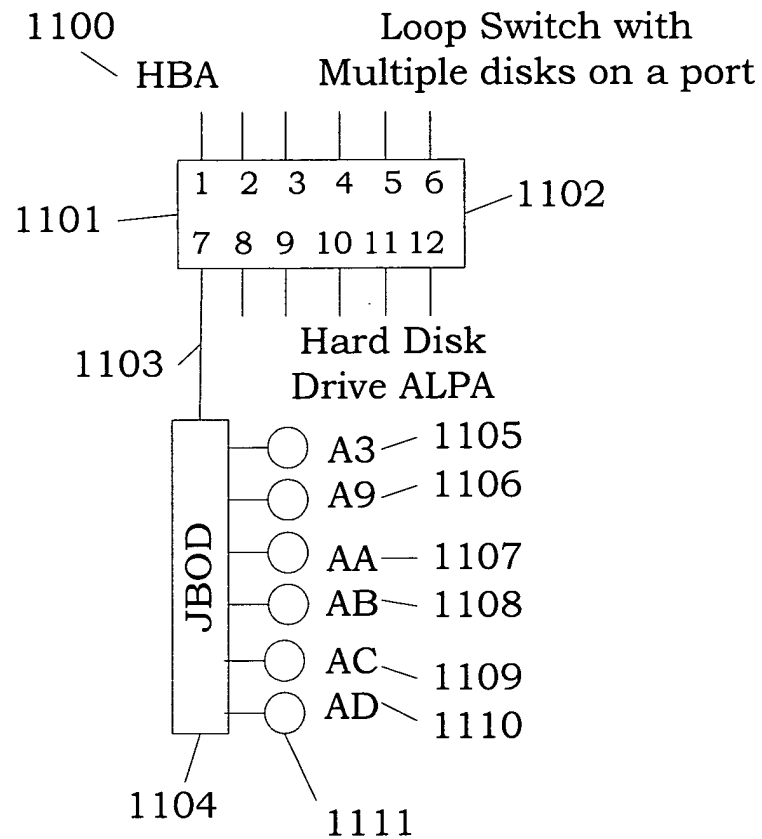 1100
HBA
Loop Switch with
Multiple disks on a port
1 2 3 4 5 6
1101
1102
7 8 9 10 11 12
1103
Hard Disk
Drive ALPA
A3 1105
A9 1106
AA 1107
AB 1108
AC 1109
AD 1110
JBOD
1104
1111